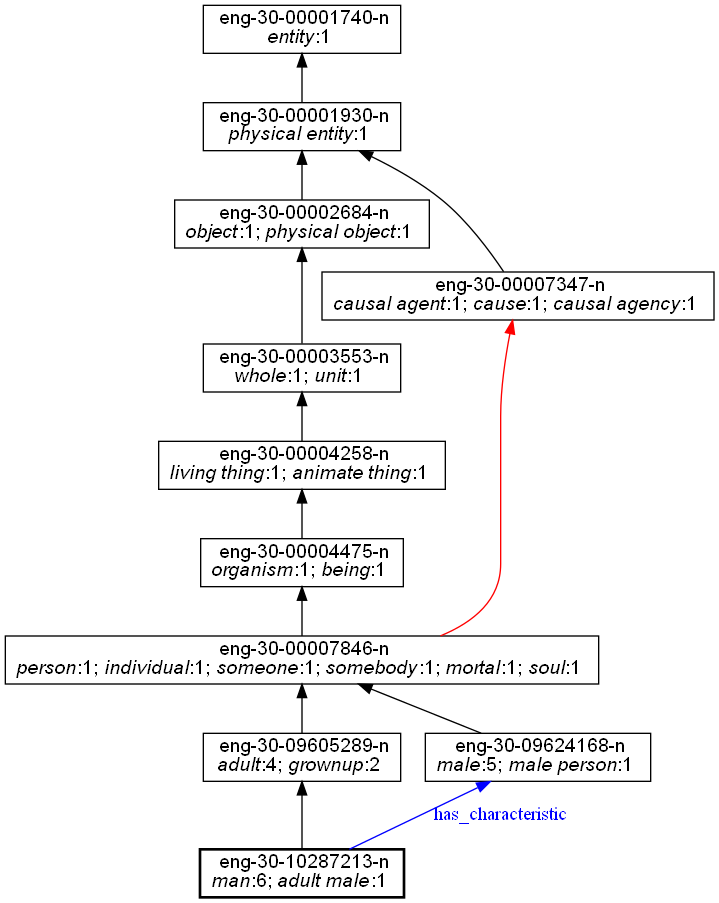 eng-30-00001740-n
entity:1
eng-30-00001930-n
physical entity:1
eng-30-00002684-n
object:1; physical object:1
eng-30-00007347-n
causal agent:1; cause:1; causal agency:1
eng-30-00003553-n
whole:1; unit:1
eng-30-00004258-n
living thing:1; animate thing:1
eng-30-00004475-n
organism:1; being:1
eng-30-00007846-n
person:1; individual:1; someone:1; somebody:1; mortal:1; soul:1
eng-30-09605289-n
adult:4; grownup:2
eng-30-09624168-n
male:5; male person:1
has_characteristic
eng-30-10287213-n
man:6; adult male:1